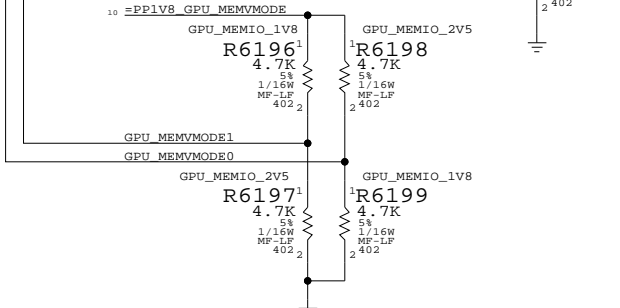 10 =PP1V8_GPU_MEMVMODE
2 402
GPU_MEMIO_1V8
GPU_MEMIO_2V5
R6196 1
1 R6198
4.7K
4.7K
5%
5%
1/16W
1/16W
MF-LF
MF-LF
402 2
2 402
GPU_MEMVMODE1
GPU_MEMVMODE0
GPU_MEMIO_2V5
GPU_MEMIO_1V8
R6197 1
1 R6199
4.7K
4.7K
5%
5%
1/16W
1/16W
MF-LF
MF-LF
402 2
2 402